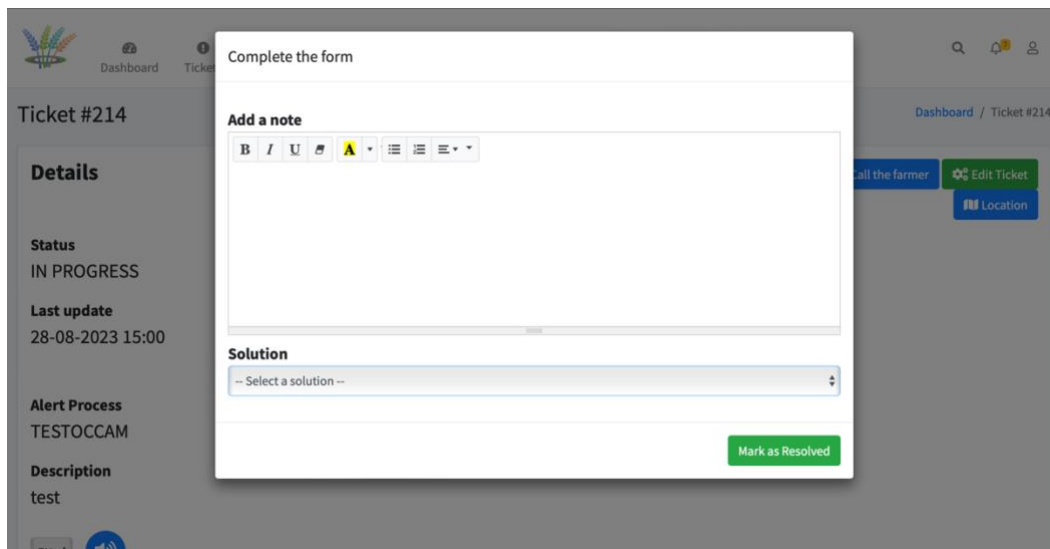 Complete the form
Dashboard
Ticket #214
Dashboard / Ticket #214
Add a note
B I U A
Details
Call the farmer
Edit Ticket
Location
Status
IN PROGRESS
Last update
28-08-2023 15:00
Solution
-- Select a solution --
Alert Process
TESTOCCAM
Mark as Resolved
Description
test